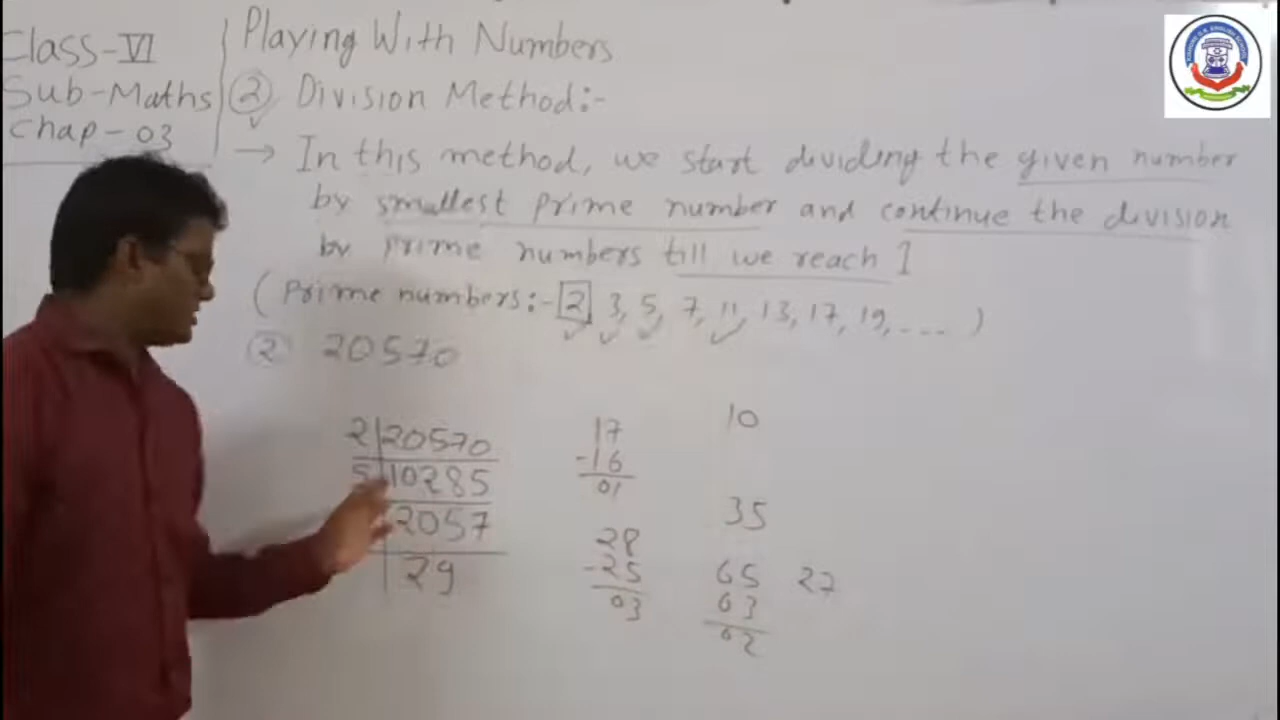 Class-VI
Sub-Maths
Chap-03
Playing With Numbers
② Division Method:-
→ In this method, we start dividing the given number
by smallest prime number and continue the division
by prime numbers till we reach 1
(Prime numbers:- 2, 3, 5, 7, 11, 13, 17, 19, .... )
② 20570
2 20570
5 10285
2057
29
17
-16
01
28
-25
03
10
35
65
63
02
27